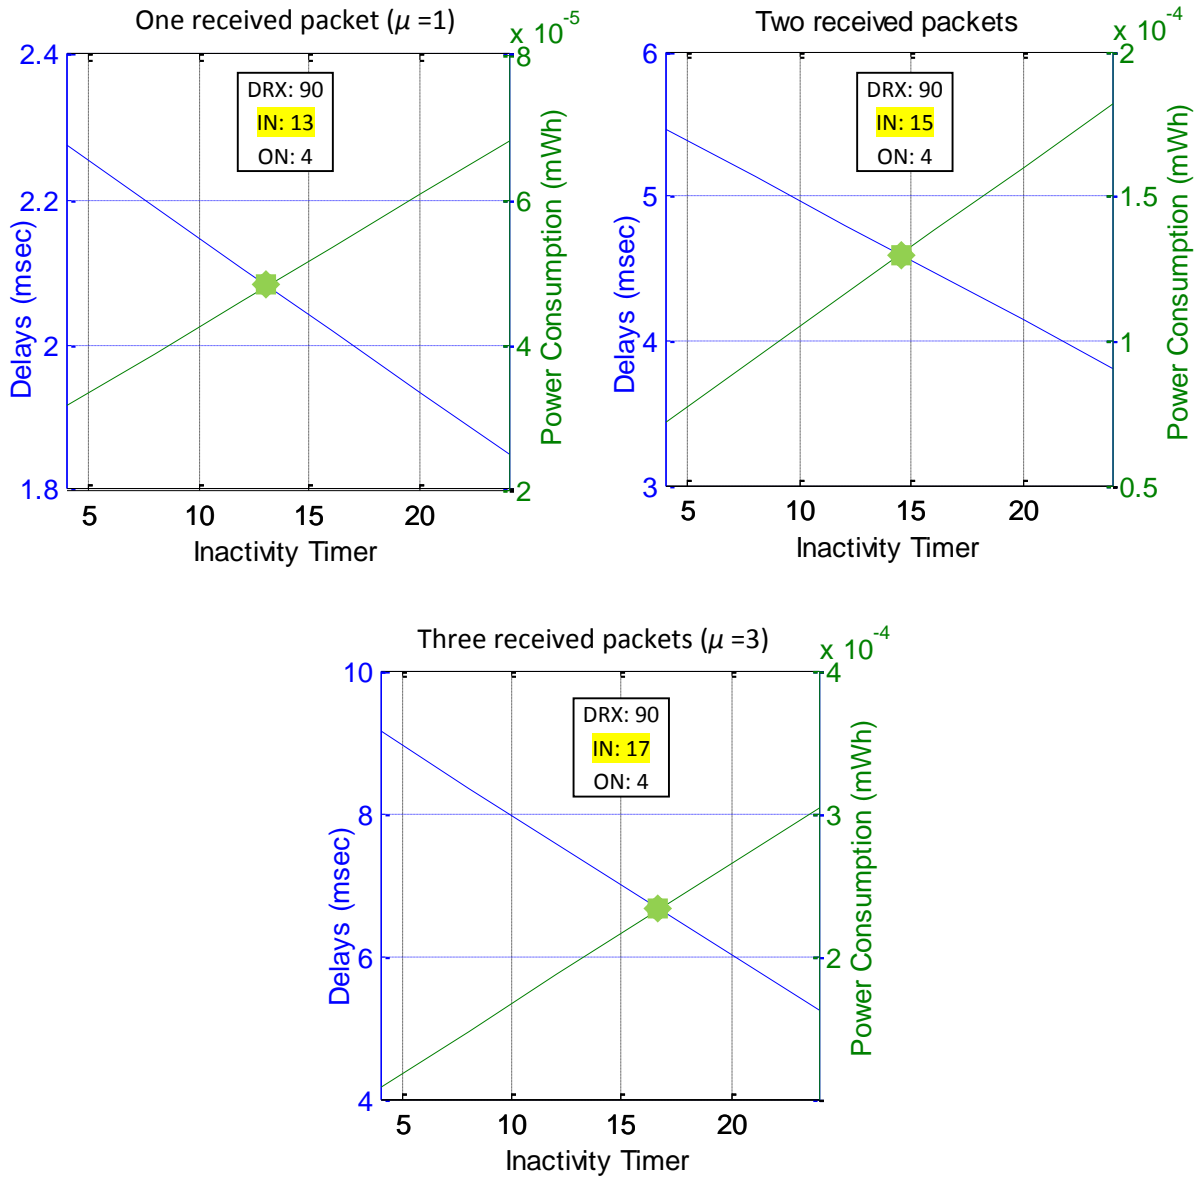 One received packet (μ =1)
x 10^-5
2.4
2.2
2
1.8
Delays (msec)
DRX: 90
IN: 13
ON: 4
8
6
4
2
Power Consumption (mWh)
5 10 15 20
Inactivity Timer
Two received packets
x 10^-4
6
5
4
3
Delays (msec)
DRX: 90
IN: 15
ON: 4
2
1.5
1
0.5
Power Consumption (mWh)
5 10 15 20
Inactivity Timer
Three received packets (μ =3)
x 10^-4
10
8
6
4
Delays (msec)
DRX: 90
IN: 17
ON: 4
4
3
2
Power Consumption (mWh)
5 10 15 20
Inactivity Timer